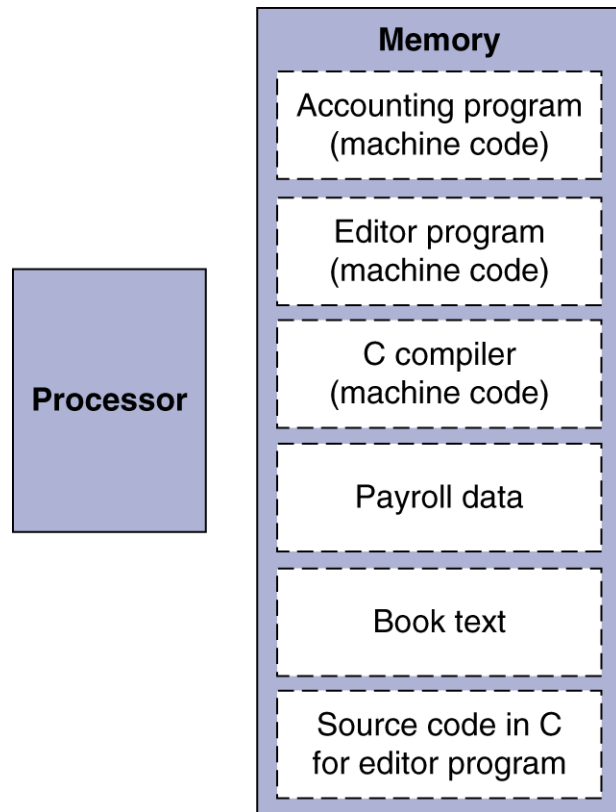 Memory
Accounting program
(machine code)
Editor program
(machine code)
C compiler
(machine code)
Processor
Payroll data
Book text
Source code in C
for editor program